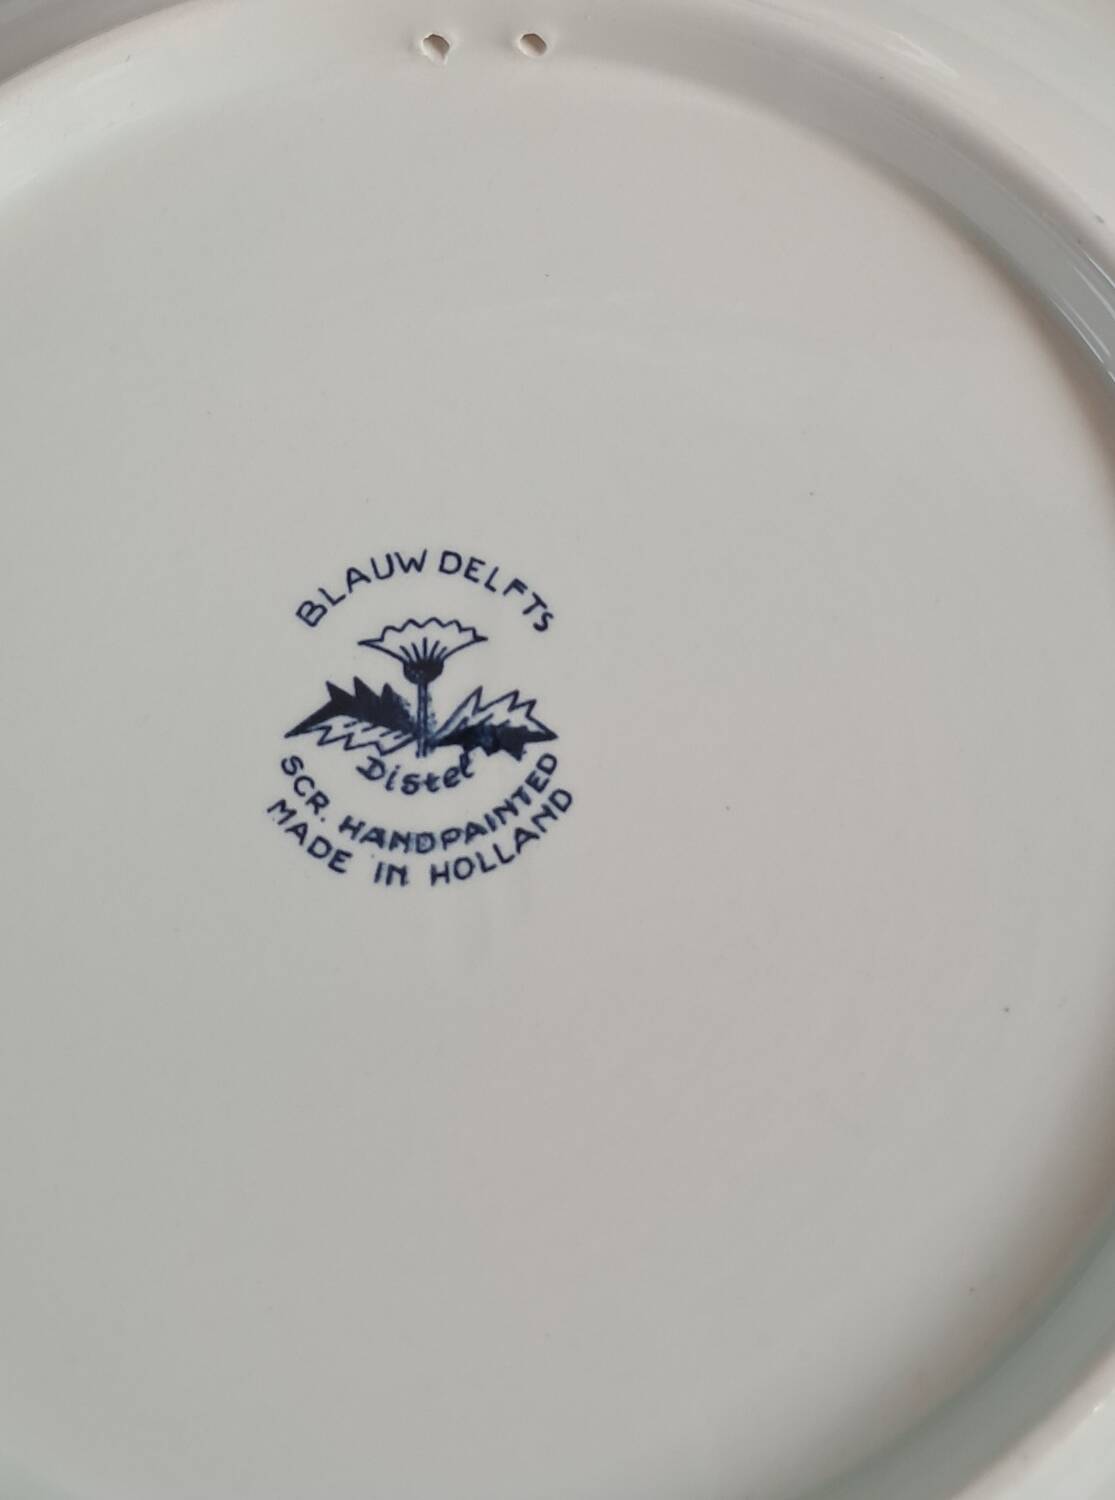 BLAUW DELFTS
Distel
SCR. HANDPAINTED
MADE IN HOLLAND